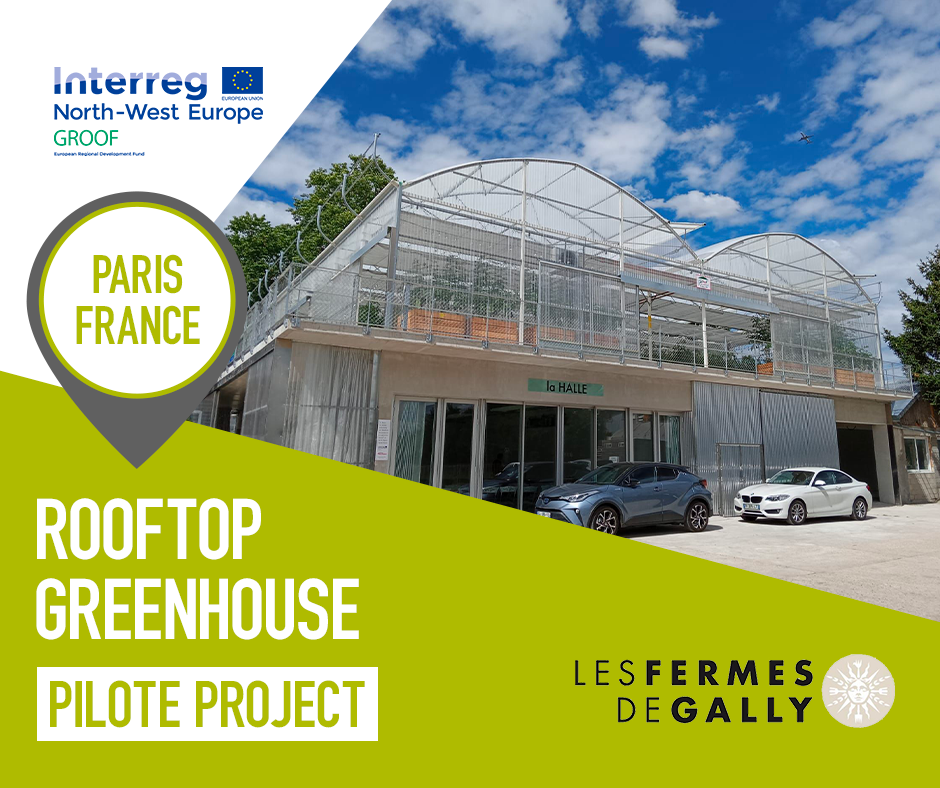 Interreg
EUROPEAN UNION
North-West Europe
GROOF
European Regional Development Fund
PARIS
FRANCE
la HALLE
ROOFTOP
GREENHOUSE
PILOTE PROJECT
LES FERMES
DE GALLY